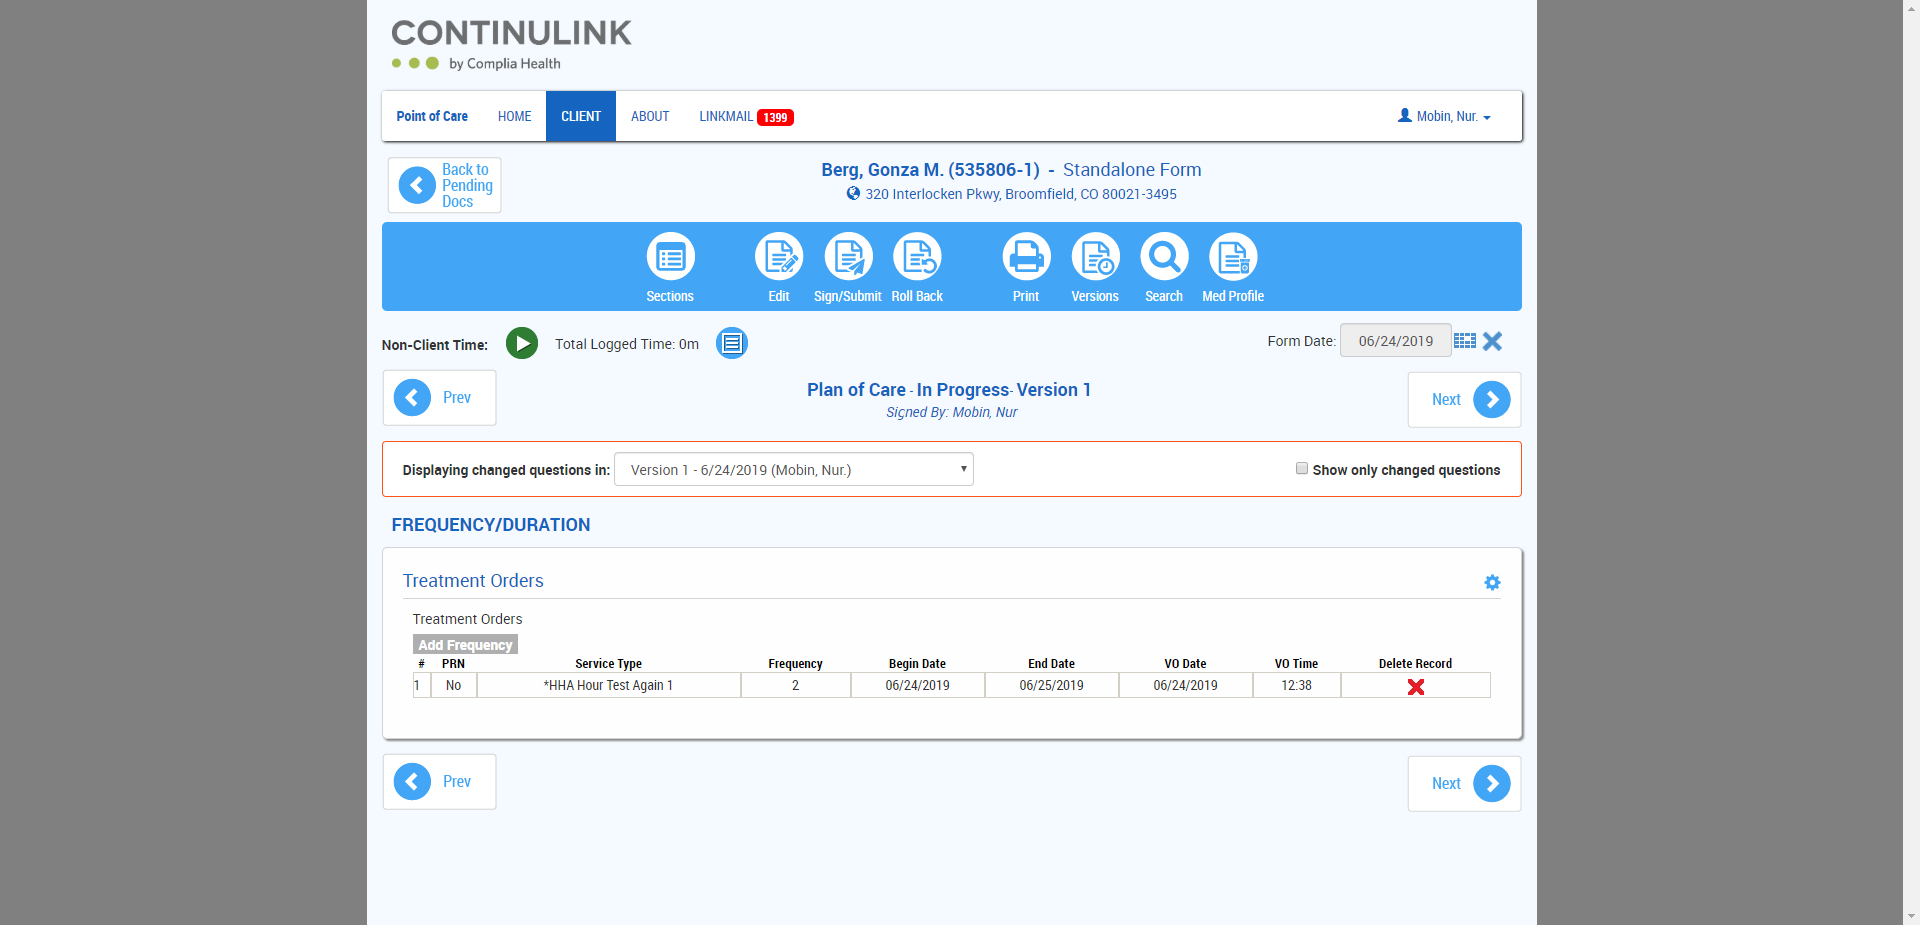 CONTINULINK
by Complia Health
Point of Care HOME CLIENT ABOUT LINKMAIL 1399 Mobin, Nur.
Back to
Pending
Docs
Berg, Gonza M. (535806-1) - Standalone Form
320 Interlocken Pkwy, Broomfield, CO 80021-3495
Sections Edit Sign/Submit Roll Back Print Versions Search Med Profile
Non-Client Time: Total Logged Time: 0m Form Date: 06/24/2019
Prev Plan of Care - In Progress- Version 1 Next
Signed By: Mobin, Nur
Displaying changed questions in: Version 1 - 6/24/2019 (Mobin, Nur.) Show only changed questions
FREQUENCY/DURATION
Treatment Orders
Treatment Orders
Add Frequency
# PRN Service Type Frequency Begin Date End Date VO Date VO Time Delete Record
1 No *HHA Hour Test Again 1 2 06/24/2019 06/25/2019 06/24/2019 12:38
Prev Next